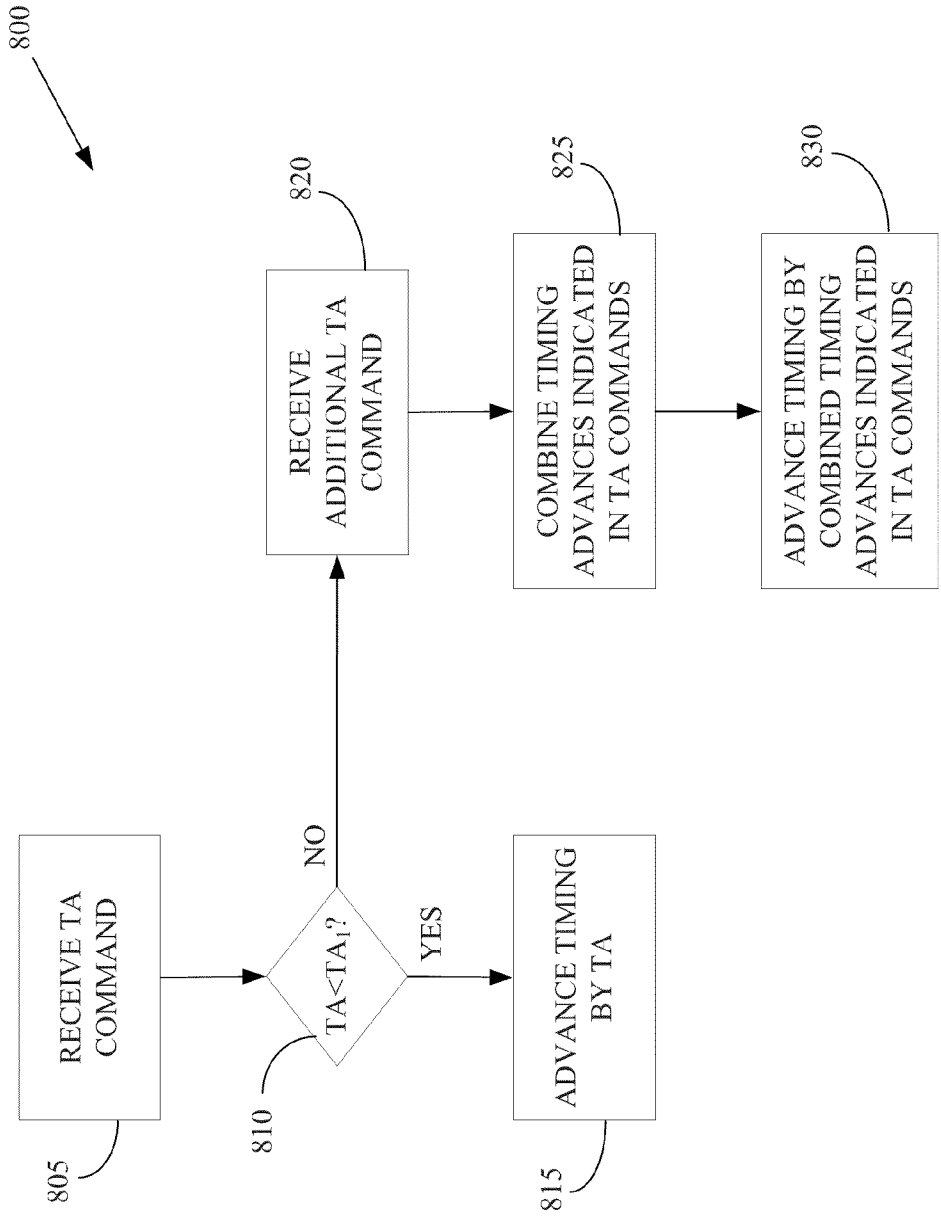 800
RECEIVE TA
COMMAND
805
TA<TA₁?
810
NO
YES
ADVANCE TIMING
BY TA
815
RECEIVE
ADDITIONAL TA
COMMAND
820
COMBINE TIMING
ADVANCES INDICATED
IN TA COMMANDS
825
ADVANCE TIMING BY
COMBINED TIMING
ADVANCES INDICATED
IN TA COMMANDS
830